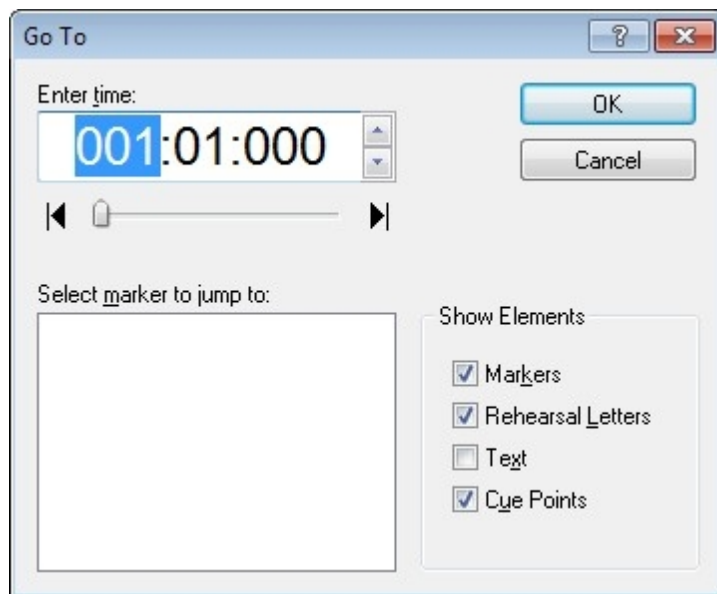 Go To
Enter time:
001:01:000
OK
Cancel
Select marker to jump to:
Show Elements
Markers
Rehearsal Letters
Text
Cue Points